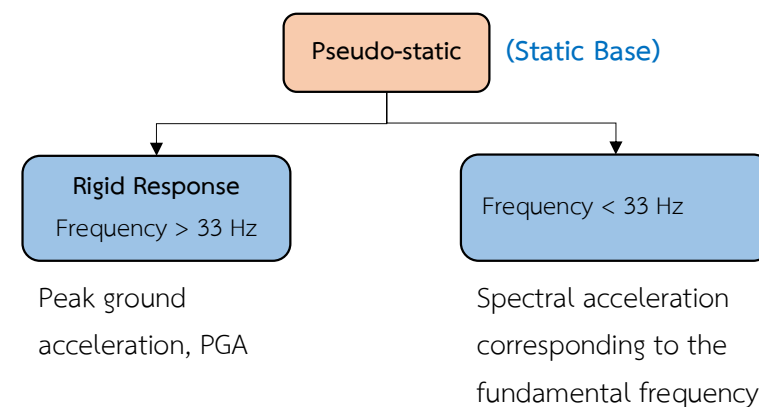 Pseudo-static (Static Base)
Rigid Response
Frequency > 33 Hz
Frequency < 33 Hz
Peak ground
acceleration, PGA
Spectral acceleration
corresponding to the
fundamental frequency